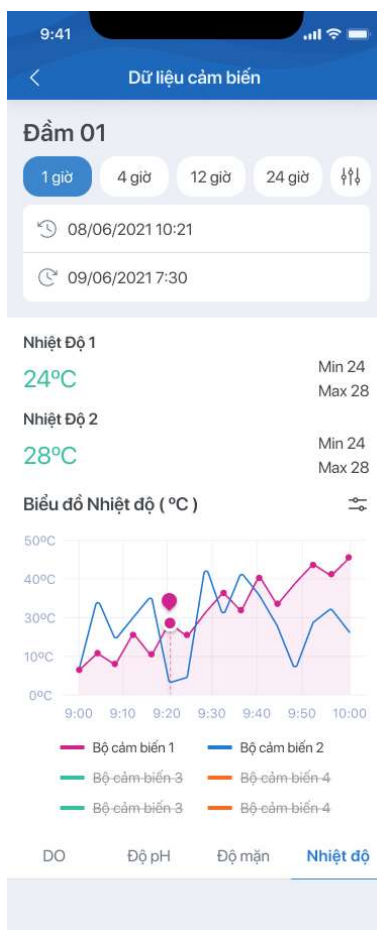 9:41
Dữ liệu cảm biến
Đầm 01
1 giờ 4 giờ 12 giờ 24 giờ
08/06/2021 10:21
09/06/2021 7:30
Nhiệt Độ 1
24ºC
Min 24
Max 28
Nhiệt Độ 2
28ºC
Min 24
Max 28
Biểu đồ Nhiệt độ ( ºC )
50ºC
40ºC
30ºC
10ºC
0ºC
9:00 9:10 9:20 9:30 9:40 9:50 10:00
Bộ cảm biến 1 Bộ cảm biến 2
Bộ cảm biến 3 Bộ cảm biến 4
Bộ cảm biến 3 Bộ cảm biến 4
DO Độ pH Độ mặn Nhiệt độ